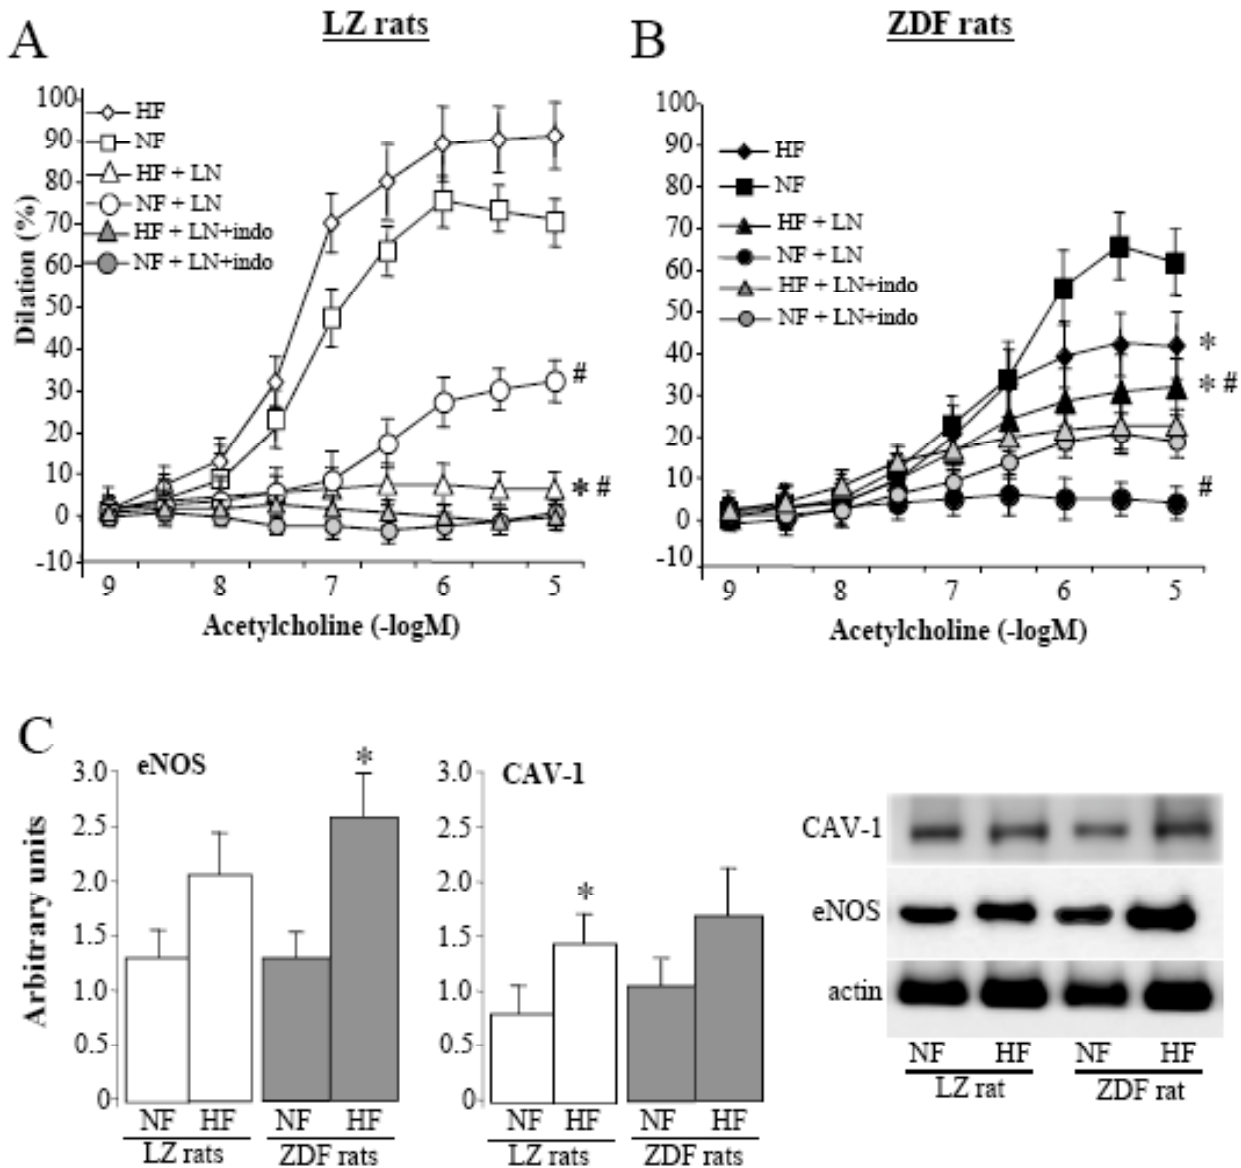 A
LZ rats
100
90
80
70
60
50
40
30
20
10
0
-10
Dilation (%)
HF
NF
HF + LN
NF + LN
HF + LN+indo
NF + LN+indo
#
* #
9 8 7 6 5
Acetylcholine (-logM)
B
ZDF rats
100
90
80
70
60
50
40
30
20
10
0
-10
HF
NF
HF + LN
NF + LN
HF + LN+indo
NF + LN+indo
*
* #
#
9 8 7 6 5
Acetylcholine (-logM)
C
eNOS
Arbitrary units
3.0
2.5
2.0
1.5
1.0
0.5
0
*
NF HF NF HF
LZ rats ZDF rats
CAV-1
3.0
2.5
2.0
1.5
1.0
0.5
0
*
NF HF NF HF
LZ rats ZDF rats
CAV-1
eNOS
actin
NF HF NF HF
LZ rat ZDF rat